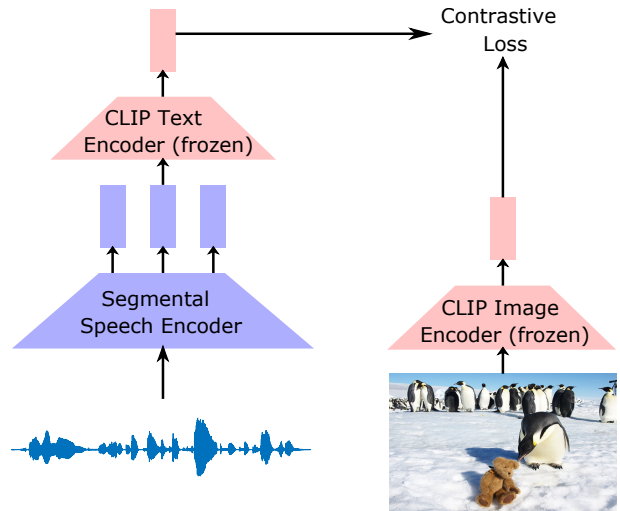 Contrastive
Loss
CLIP Text
Encoder (frozen)
Segmental
Speech Encoder
CLIP Image
Encoder (frozen)